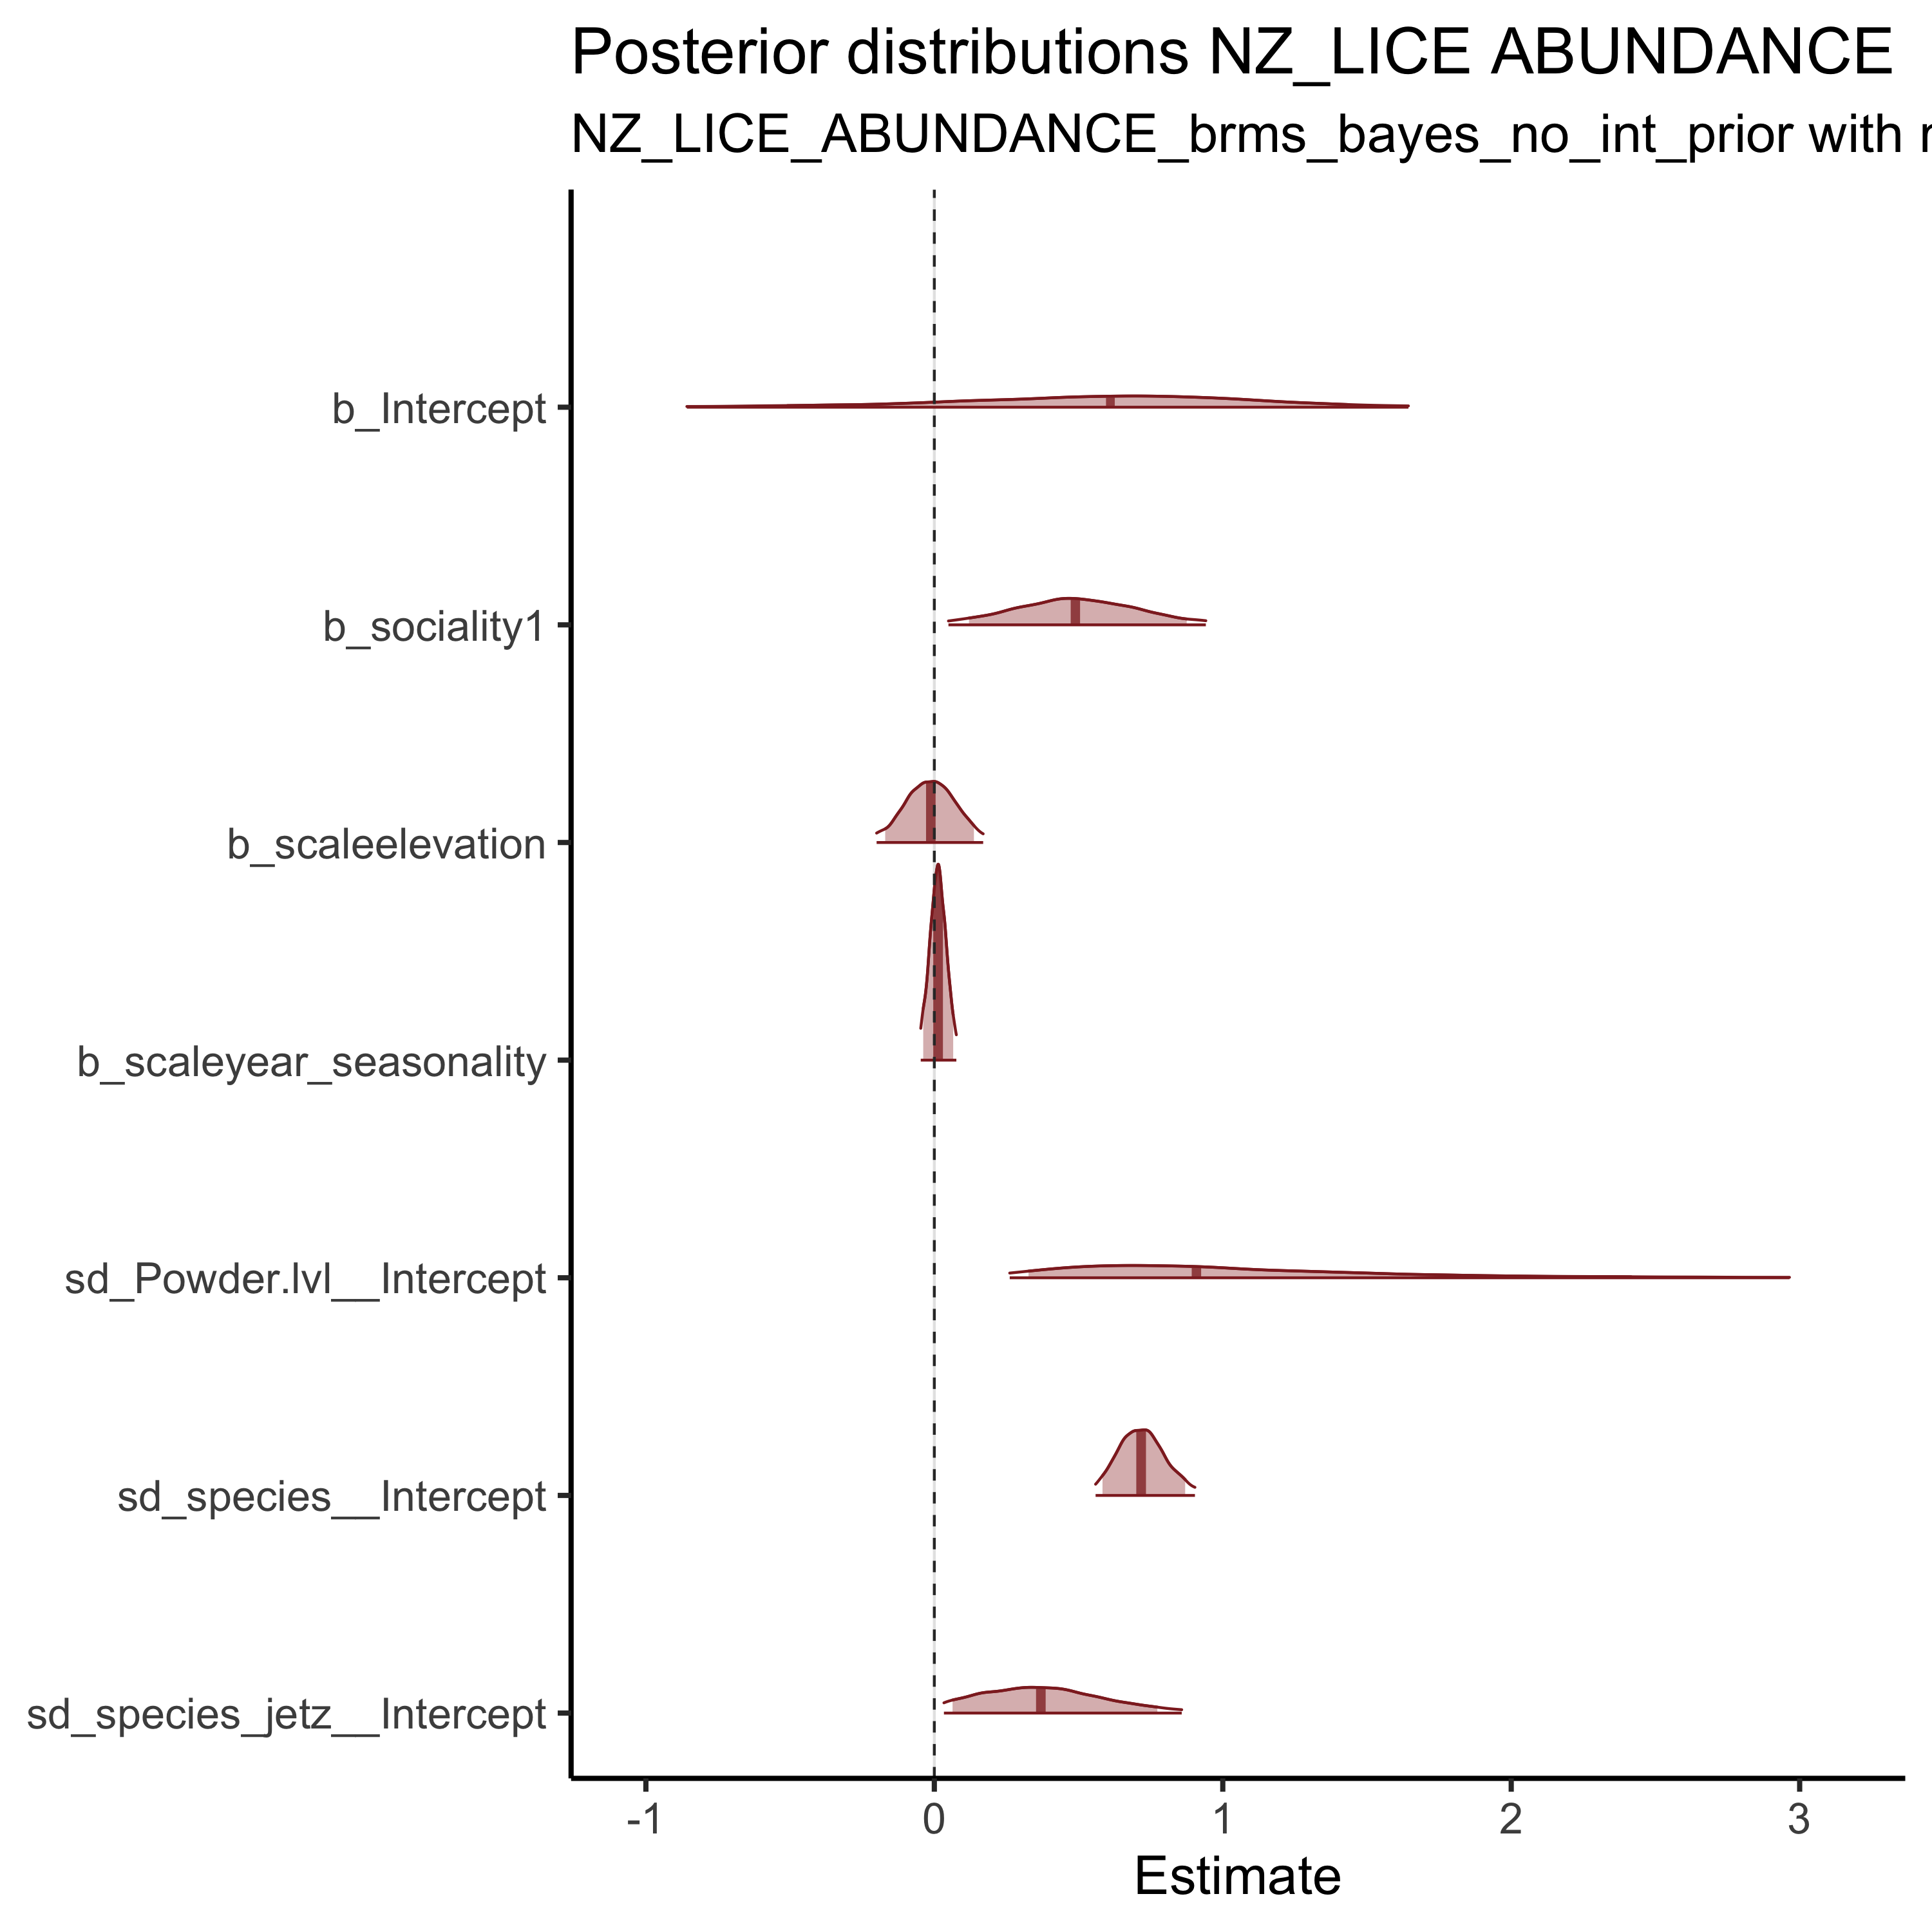 Posterior distributions NZ_LICE ABUNDANCE
NZ_LICE_ABUNDANCE_brms_bayes_no_int_prior with
b_Intercept
b_sociality1
b_scaleelevation
b_scaleyear_seasonality
sd_Powder.lvl__Intercept
sd_species__Intercept
sd_species_jetz__Intercept
-1 0 1 2 3
Estimate